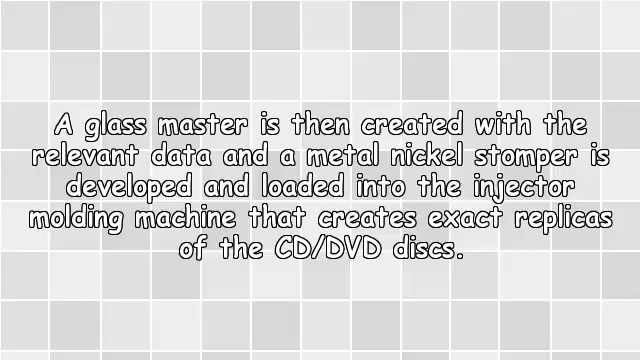 A glass master is then created with the
relevant data and a metal nickel stomper is
developed and loaded into the injector
molding machine that creates exact replicas
of the CD/DVD discs.